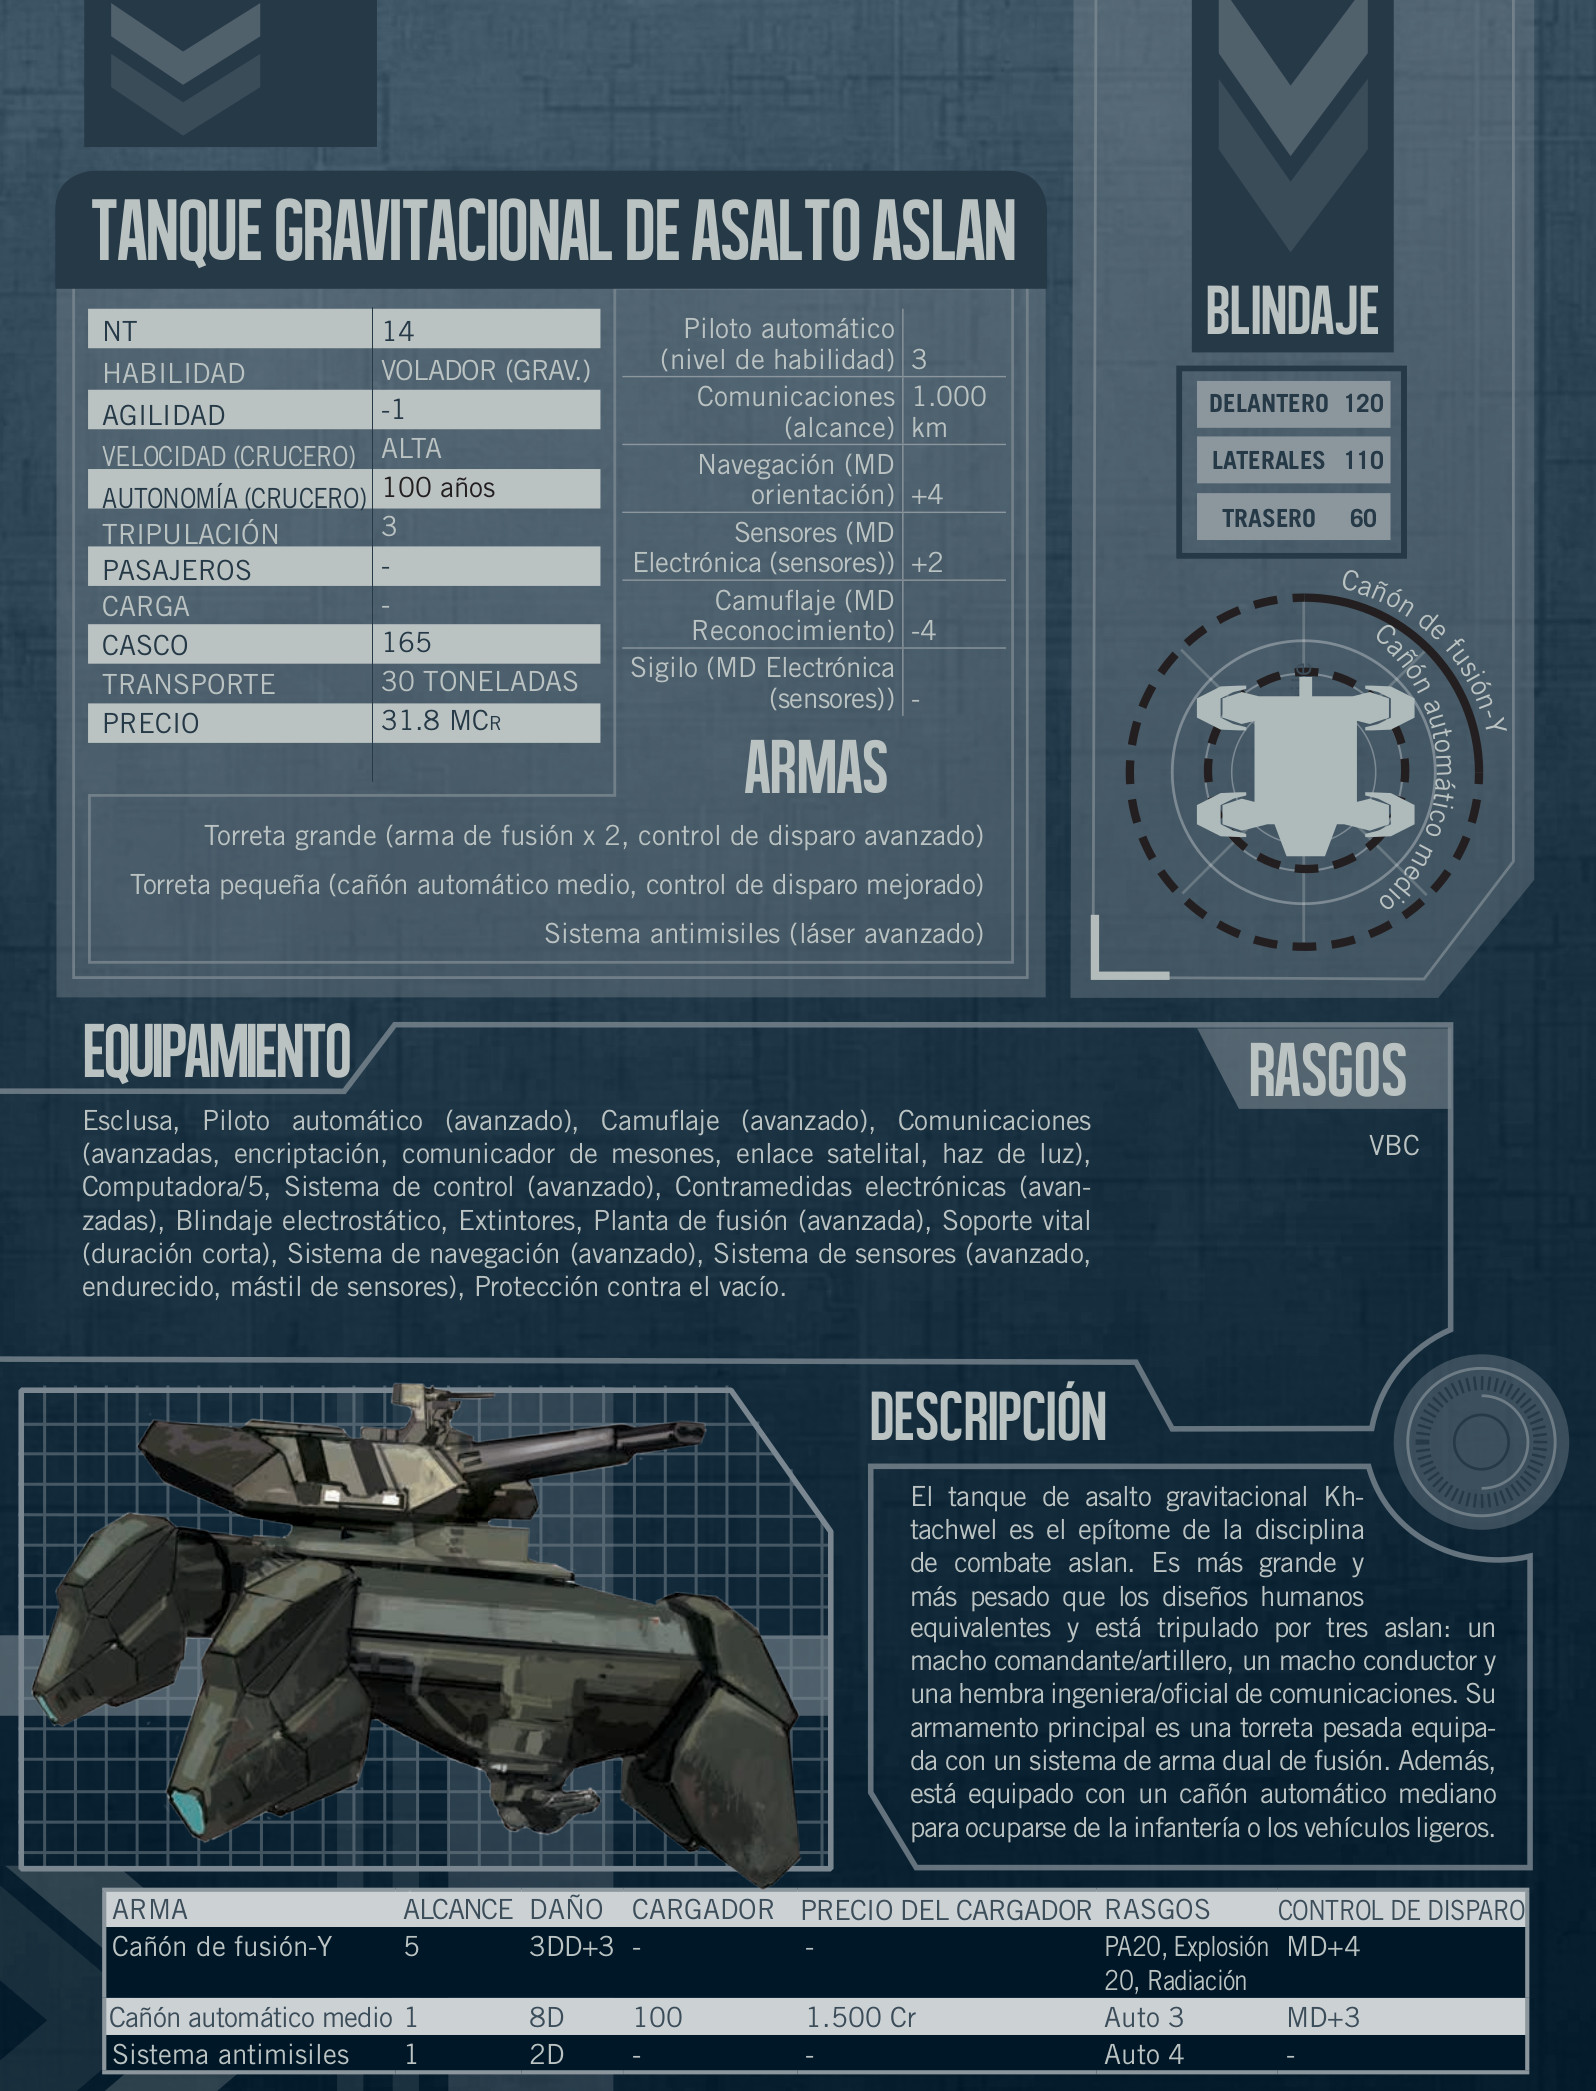 TANQUE GRAVITACIONAL DE ASALTO ASLAN
NT 14
HABILIDAD VOLADOR (GRAV.)
AGILIDAD -1
VELOCIDAD (CRUCERO) ALTA
AUTONOMÍA (CRUCERO) 100 años
TRIPULACIÓN 3
PASAJEROS -
CARGA -
CASCO 165
TRANSPORTE 30 TONELADAS
PRECIO 31.8 MCR
Piloto automático
(nivel de habilidad) 3
Comunicaciones 1.000
(alcance) km
Navegación (MD
orientación) +4
Sensores (MD
Electrónica (sensores)) +2
Camuflaje (MD
Reconocimiento) -4
Sigilo (MD Electrónica
(sensores)) -
ARMAS
Torreta grande (arma de fusión x 2, control de disparo avanzado)
Torreta pequeña (cañón automático medio, control de disparo mejorado)
Sistema antimisiles (láser avanzado)
BLINDAJE
DELANTERO 120
LATERALES 110
TRASERO 60
Cañón de fusión-Y
Cañón automático medio
EQUIPAMIENTO
Esclusa, Piloto automático (avanzado), Camuflaje (avanzado), Comunicaciones
(avanzadas, encriptación, comunicador de mesones, enlace satelital, haz de luz),
Computadora/5, Sistema de control (avanzado), Contramedidas electrónicas (avan-
zadas), Blindaje electrostático, Extintores, Planta de fusión (avanzada), Soporte vital
(duración corta), Sistema de navegación (avanzado), Sistema de sensores (avanzado,
endurecido, mástil de sensores), Protección contra el vacío.
RASGOS
VBC
DESCRIPCIÓN
El tanque de asalto gravitacional Kh-
tachwel es el epítome de la disciplina
de combate aslan. Es más grande y
más pesado que los diseños humanos
equivalentes y está tripulado por tres aslan: un
macho comandante/artillero, un macho conductor y
una hembra ingeniera/oficial de comunicaciones. Su
armamento principal es una torreta pesada equipa-
da con un sistema de arma dual de fusión. Además,
está equipado con un cañón automático mediano
para ocuparse de la infantería o los vehículos ligeros.
ARMA ALCANCE DAÑO CARGADOR PRECIO DEL CARGADOR RASGOS CONTROL DE DISPARO
Cañón de fusión-Y 5 3DD+3 - - PA20, Explosión MD+4
20, Radiación
Cañón automático medio 1 8D 100 1.500 Cr Auto 3 MD+3
Sistema antimisiles 1 2D - - Auto 4 -